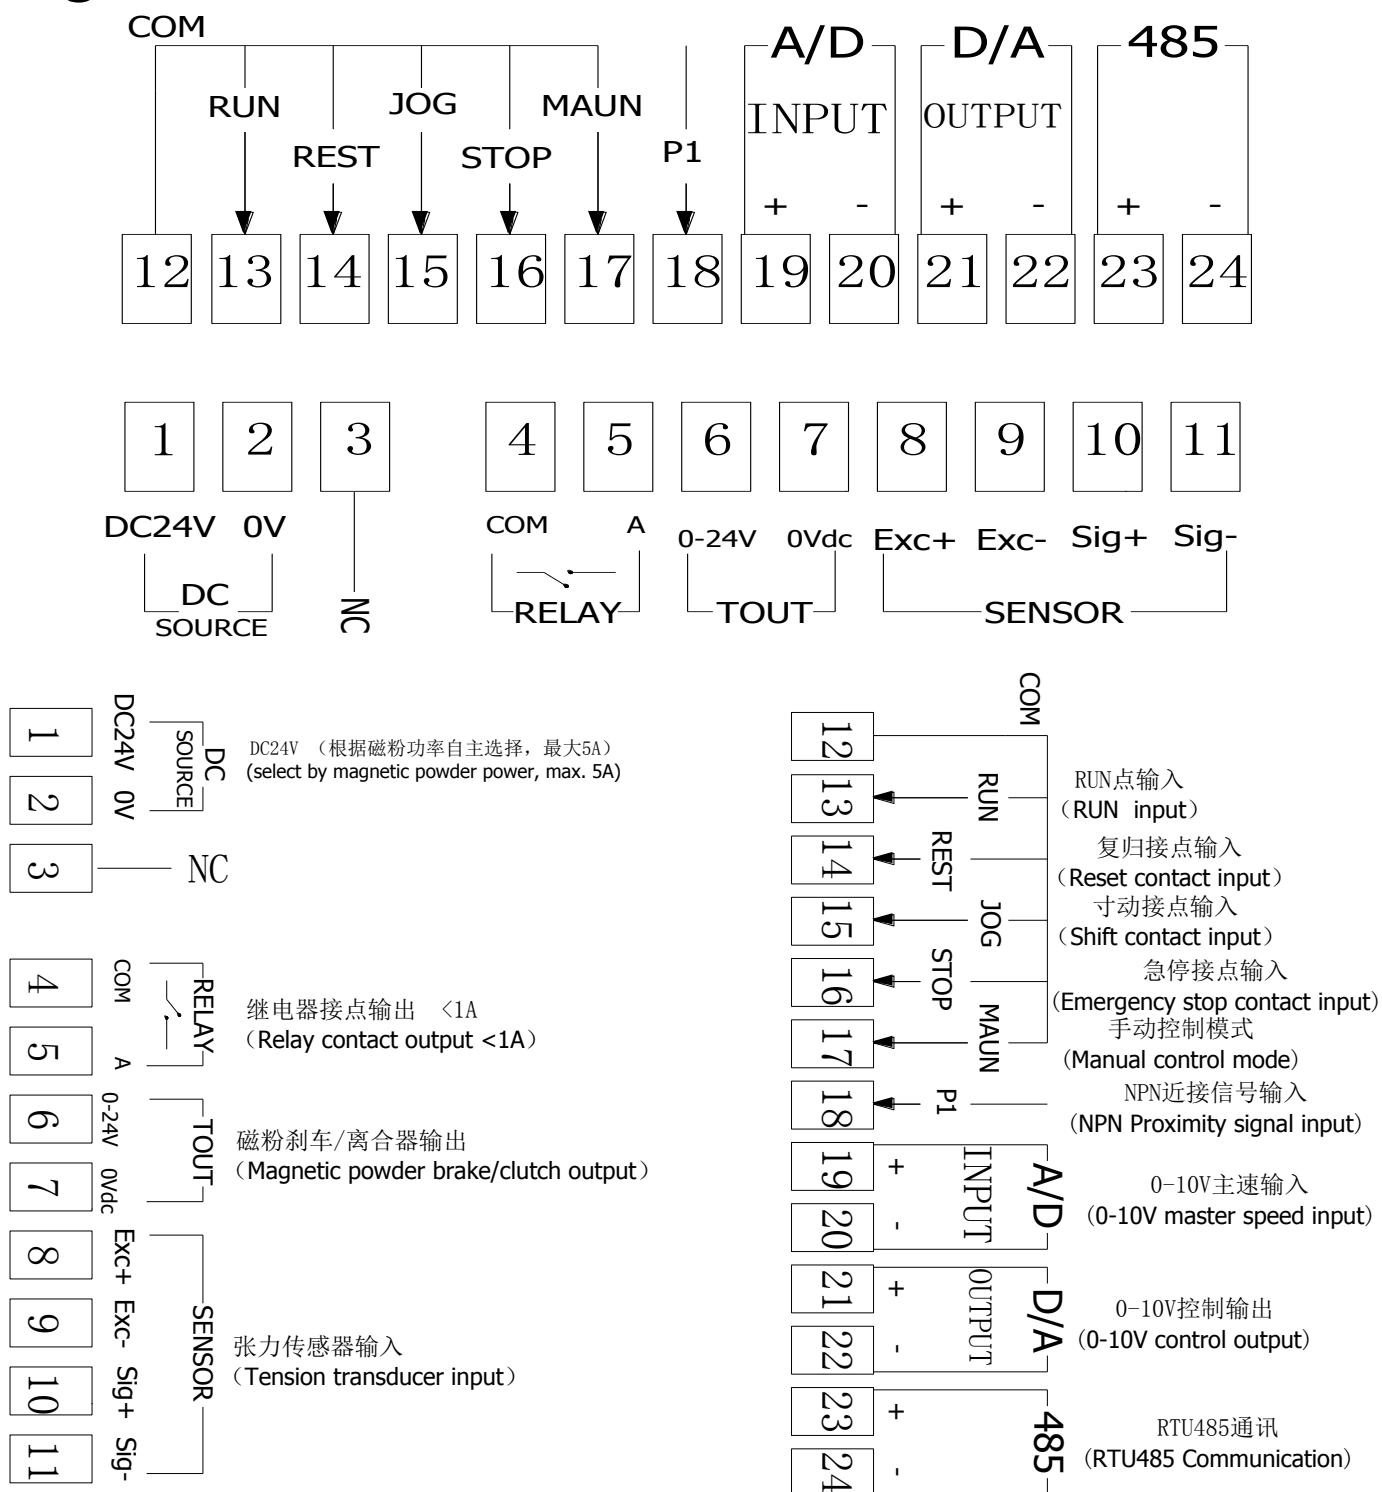 COM
A/D
D/A
485
RUN
JOG
MAUN
INPUT
OUTPUT
REST
STOP
P1
+ - + - + -
12 13 14 15 16 17 18 19 20 21 22 23 24
1 2 3 4 5 6 7 8 9 10 11
DC24V 0V
COM A
0-24V 0Vdc
Exc+ Exc- Sig+ Sig-
DC
SOURCE
NC
RELAY
TOUT
SENSOR
1 DC24V
2 0V
DC
SOURCE
DC24V （根据磁粉功率自主选择，最大5A）
(select by magnetic powder power, max. 5A)
3 NC
4 COM
5 A
RELAY
继电器接点输出 <1A
（Relay contact output <1A）
6 0-24V
7 0Vdc
TOUT
磁粉刹车/离合器输出
（Magnetic powder brake/clutch output）
8 Exc+
9 Exc-
10 Sig+
11 Sig-
SENSOR
张力传感器输入
（Tension transducer input）
COM
12
13 RUN
RUN点输入
（RUN input）
14 REST
复归接点输入
（Reset contact input）
15 JOG
寸动接点输入
（Shift contact input）
16 STOP
急停接点输入
（Emergency stop contact input）
17 MAUN
手动控制模式
（Manual control mode）
18 P1
NPN近接信号输入
（NPN Proximity signal input）
19 +
20 -
INPUT
A/D
0-10V主速输入
（0-10V master speed input）
21 +
22 -
OUTPUT
D/A
0-10V控制输出
（0-10V control output）
23 +
24 -
485
RTU485通讯
（RTU485 Communication）